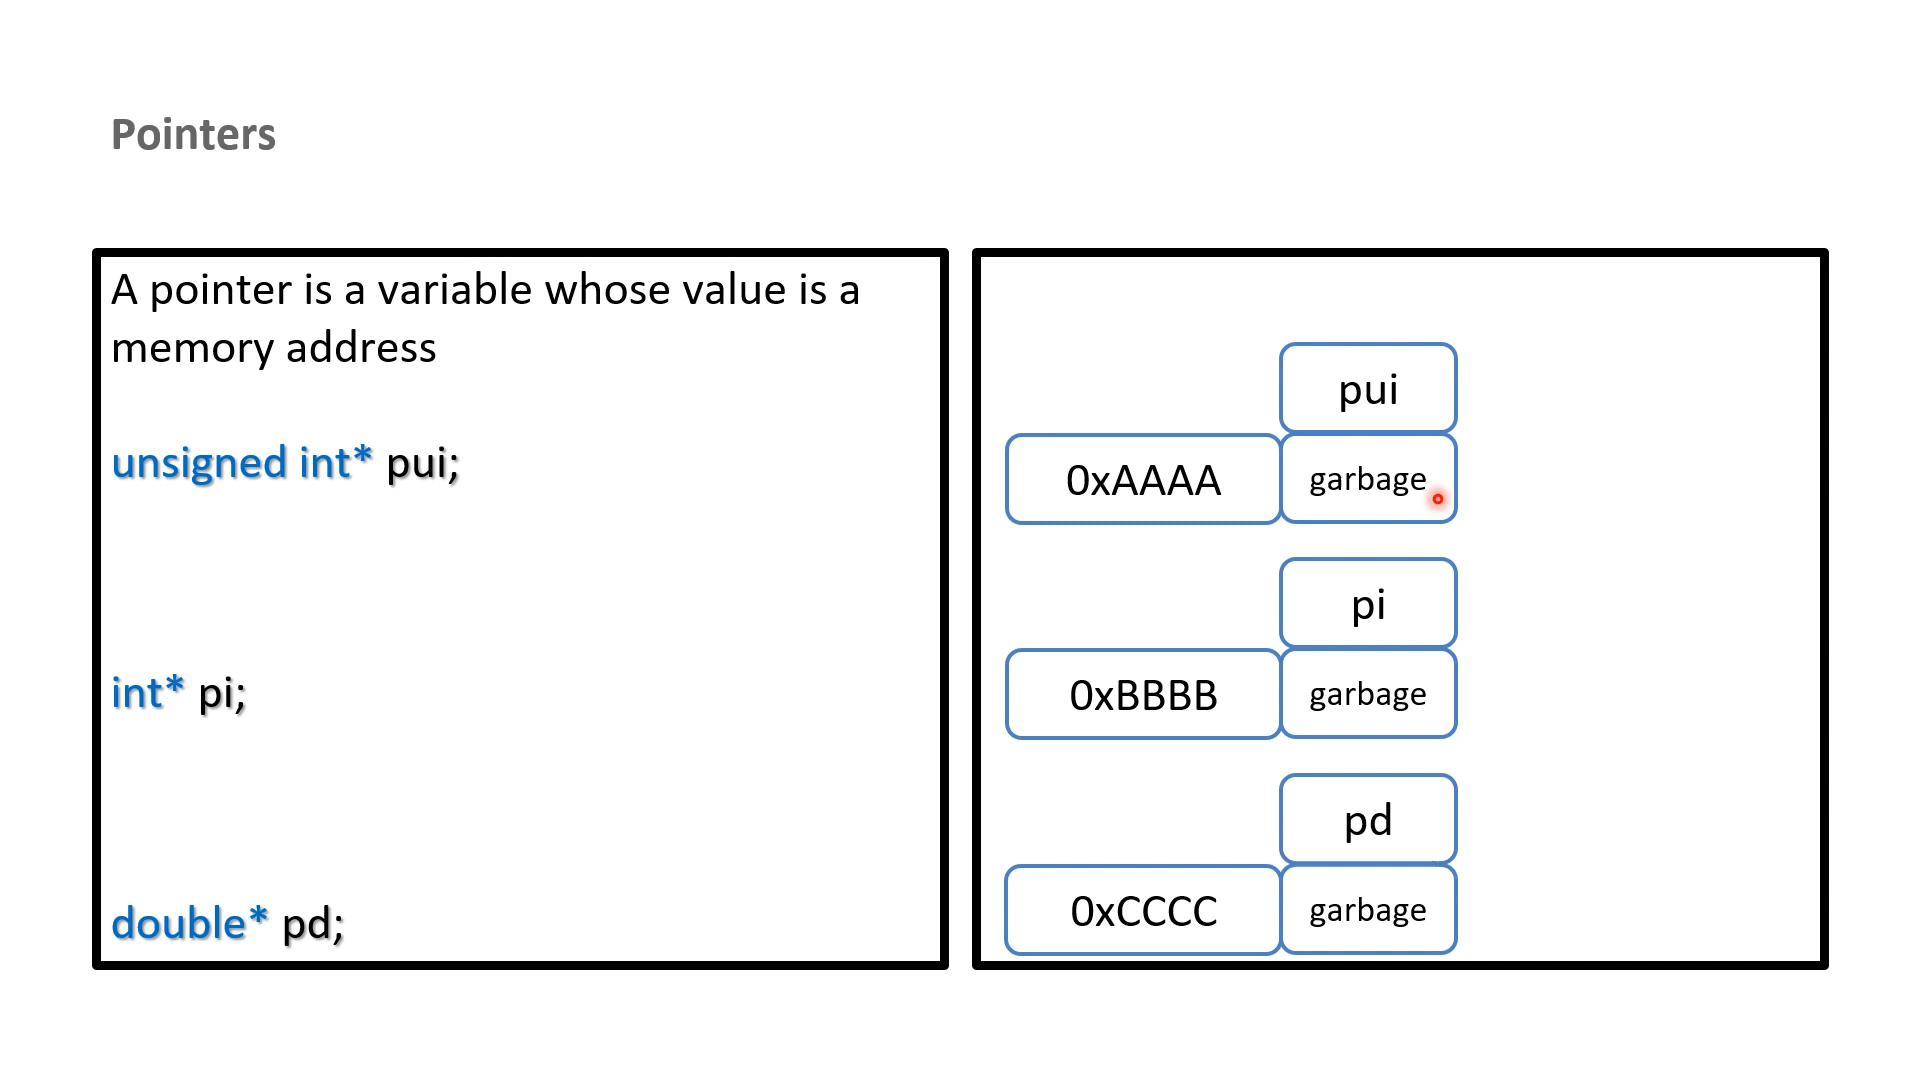 Pointers
A pointer is a variable whose value is a
memory address
unsigned int* pui;
int* pi;
double* pd;
pui
0xAAAA garbage
pi
0xBBBB garbage
pd
0xCCCC garbage